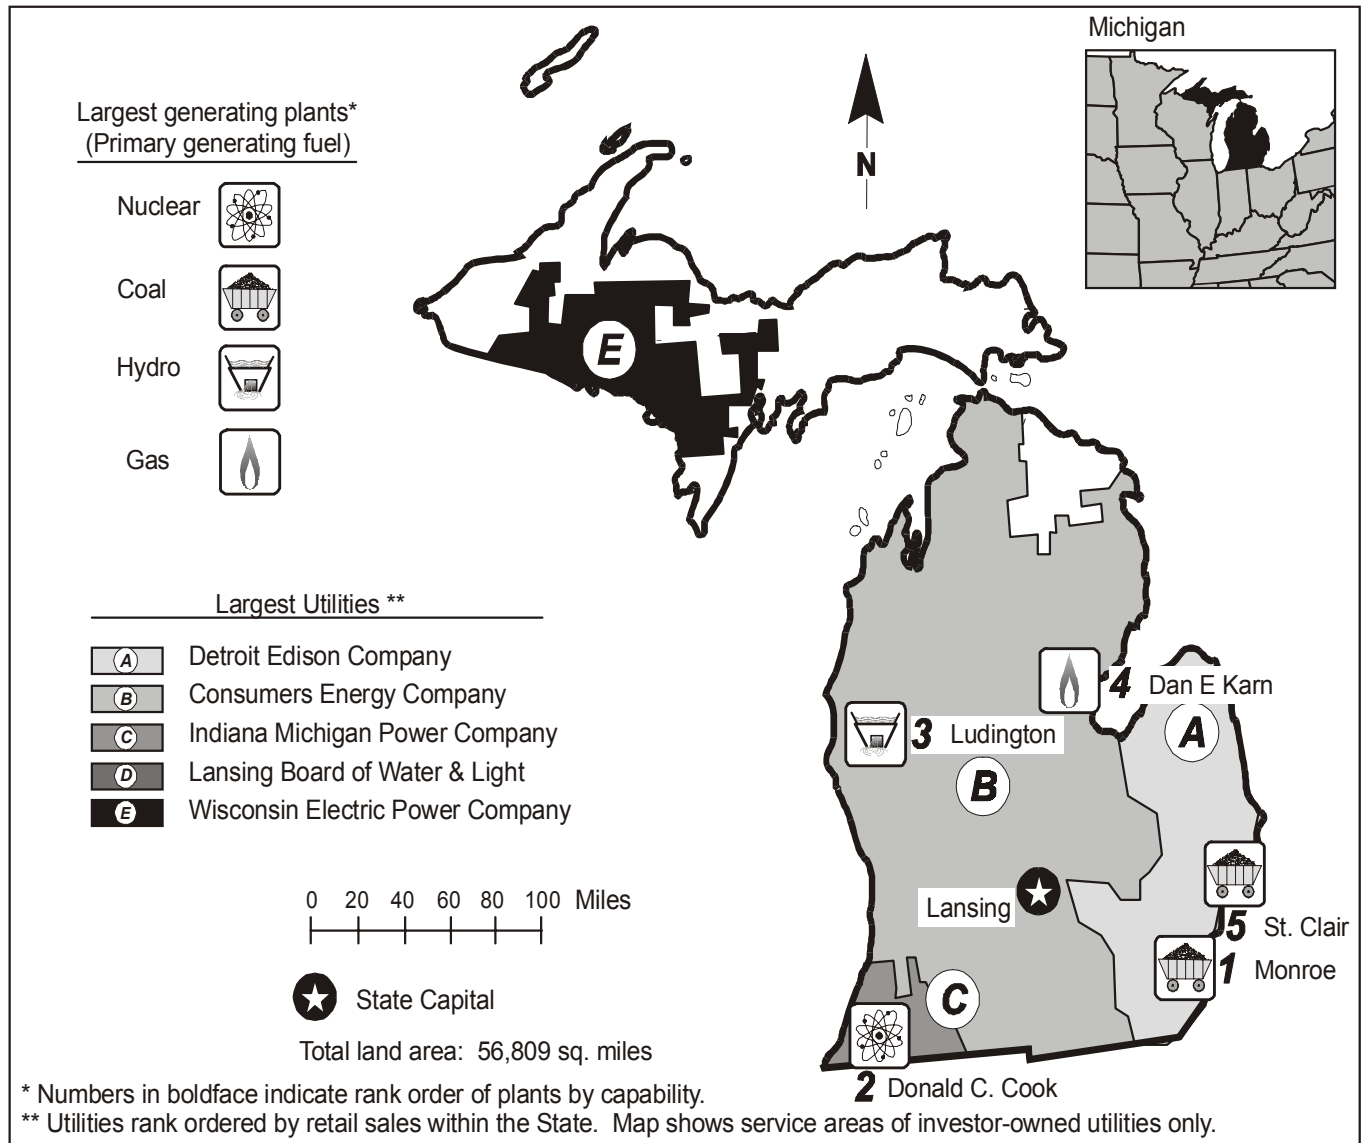 Michigan
Largest generating plants*
(Primary generating fuel)
Nuclear
Coal
Hydro
Gas
N
E
Largest Utilities **
A Detroit Edison Company
B Consumers Energy Company
C Indiana Michigan Power Company
D Lansing Board of Water & Light
E Wisconsin Electric Power Company
4 Dan E Karn
A
3 Ludington
B
0 20 40 60 80 100 Miles
Lansing
5 St. Clair
1 Monroe
C
State Capital
Total land area: 56,809 sq. miles
2 Donald C. Cook
* Numbers in boldface indicate rank order of plants by capability.
** Utilities rank ordered by retail sales within the State. Map shows service areas of investor-owned utilities only.